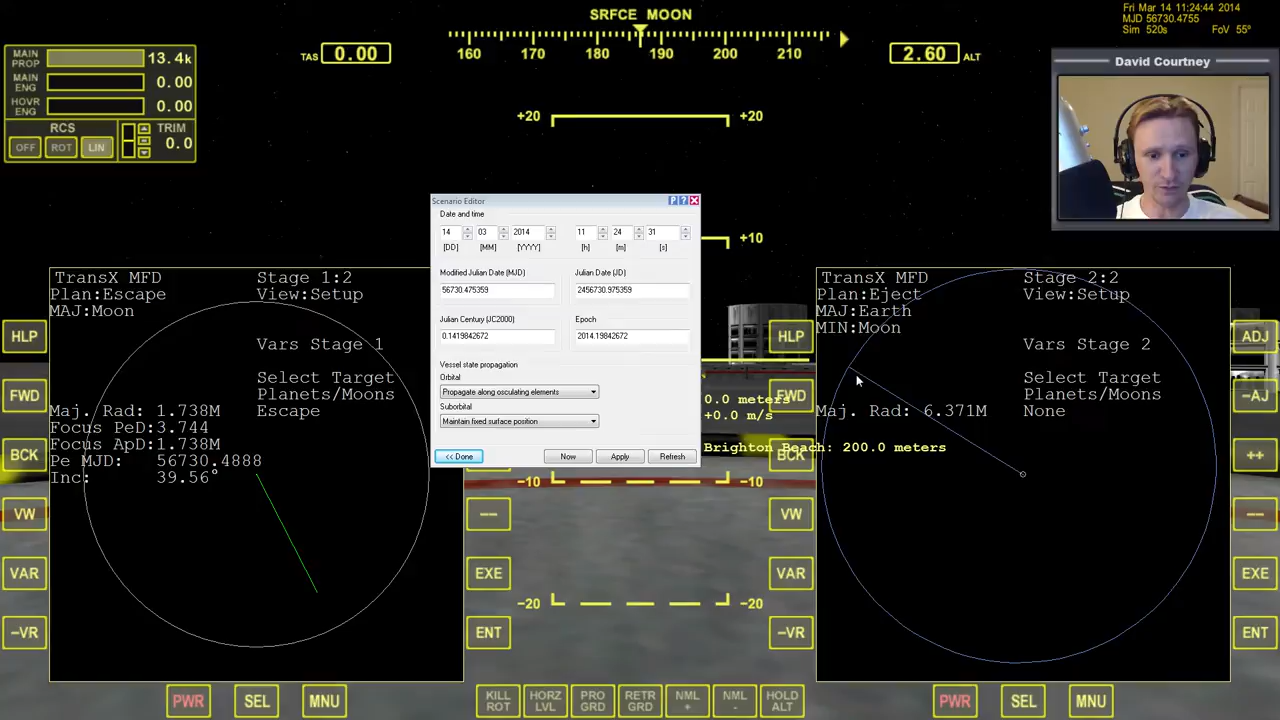 SRFCE MOON
160 170 180 190 200 210
TAS 0.00
2.60 ALT
Fri Mar 14 11:24:44 2014
MJD 56730.4755
Sim 520s FoV 55°
David Courtney
MAIN PROP 13.4k
MAIN ENG 0.00
HOVR ENG 0.00
RCS TRIM
OFF ROT LIN 0.0
+20 +20
+10
-10 -10
-20 -20
Scenario Editor
Date and time
14 03 2014 11 24 31
[DD] [MM] [YYYY] [h] [m] [s]
Modified Julian Date (MJD) Julian Date (JD)
56730.475359 2456730.975359
Julian Century (JC2000) Epoch
0.1419842672 2014.19842672
Vessel state propagation
Orbital
Propagate along osculating elements
Suborbital
Maintain fixed surface position
<< Done Now Apply Refresh
TransX MFD Stage 1:2
Plan:Escape View:Setup
MAJ:Moon
Vars Stage 1
Select Target
Planets/Moons
Maj. Rad: 1.738M Escape
Focus PeD:3.744
Focus ApD:1.738M
Pe MJD: 56730.4888
Inc: 39.56°
HLP
FWD
BCK
VW
VAR
-VR
--
EXE
ENT
PWR SEL MNU
0.0 meters
+0.0 m/s
Brighton Beach: 200.0 meters
TransX MFD Stage 2:2
Plan:Eject View:Setup
MAJ:Earth
MIN:Moon
Vars Stage 2
Select Target
Planets/Moons
Maj. Rad: 6.371M None
HLP
FWD
BCK
VW
VAR
-VR
ADJ
-AJ
++
--
EXE
ENT
KILL ROT
HORZ LVL
PRO GRD
RETR GRD
NML +
NML -
HOLD ALT
PWR SEL MNU